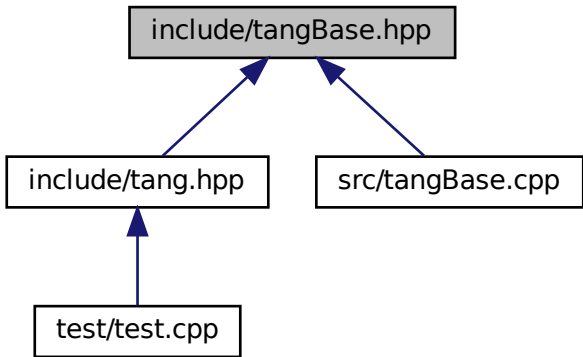 include/tangBase.hpp
include/tang.hpp
src/tangBase.cpp
test/test.cpp